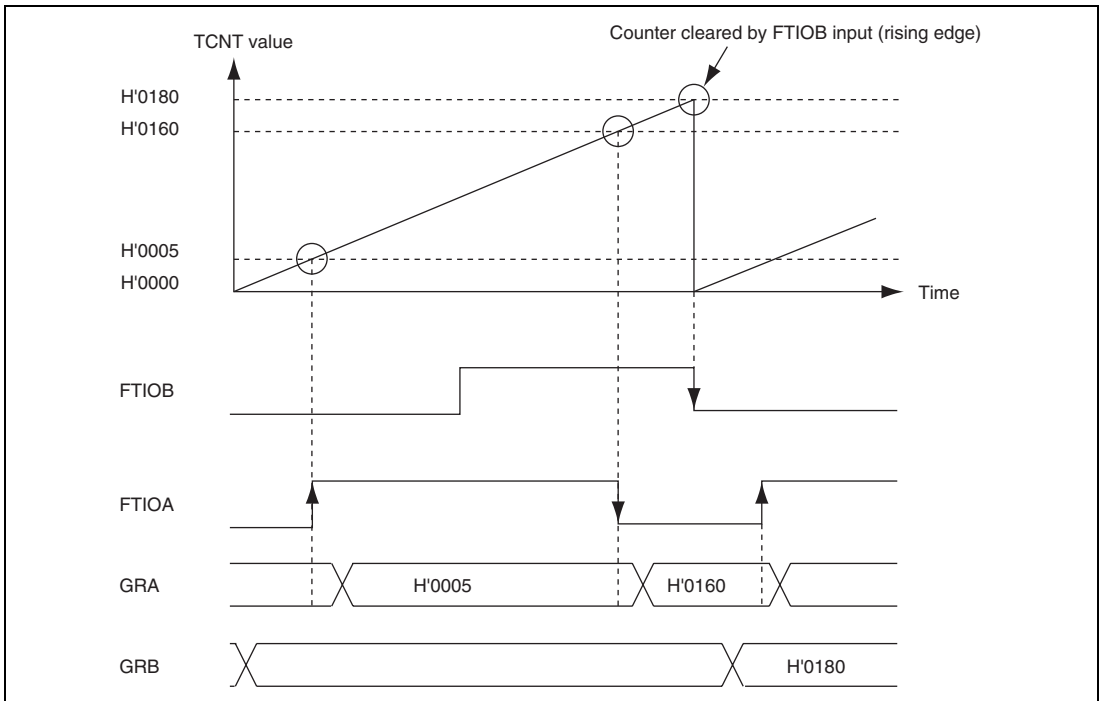 Counter cleared by FTIOB input (rising edge)
TCNT value
H'0180
H'0160
H'0005
H'0000
Time
FTIOB
FTIOA
GRA
H'0005
H'0160
GRB
H'0180